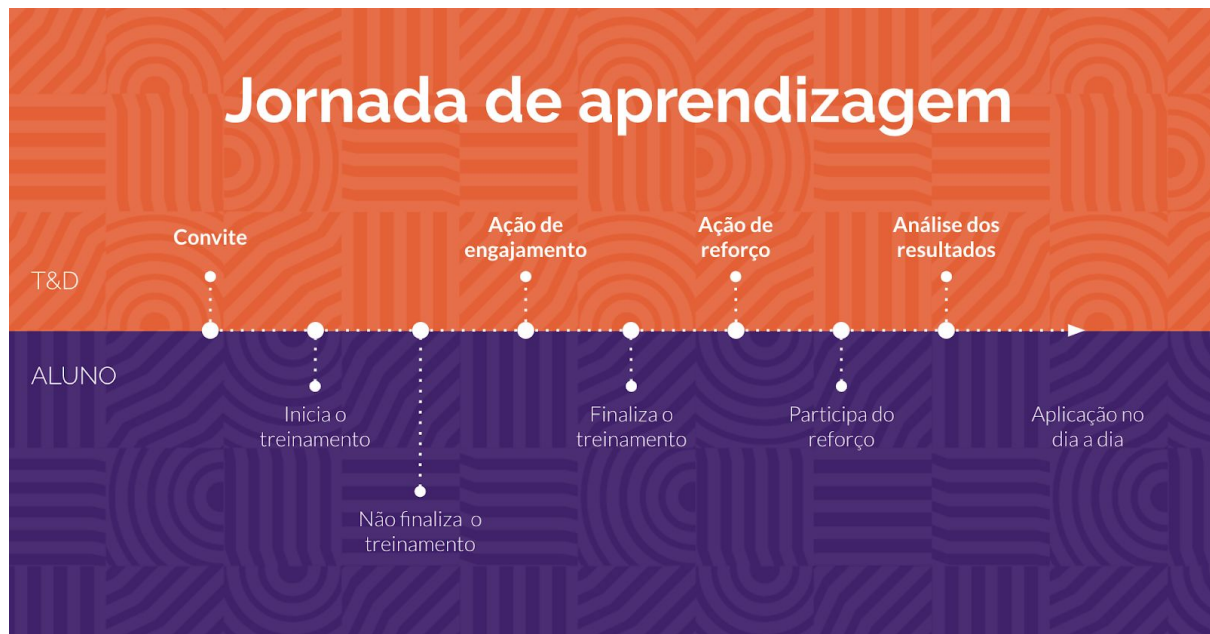 Jornada de aprendizagem
Convite
Ação de
engajamento
Ação de
reforço
Análise dos
resultados
T&D
ALUNO
Inicia o
treinamento
Não finaliza o
treinamento
Finaliza o
treinamento
Participa do
reforço
Aplicação no
dia a dia